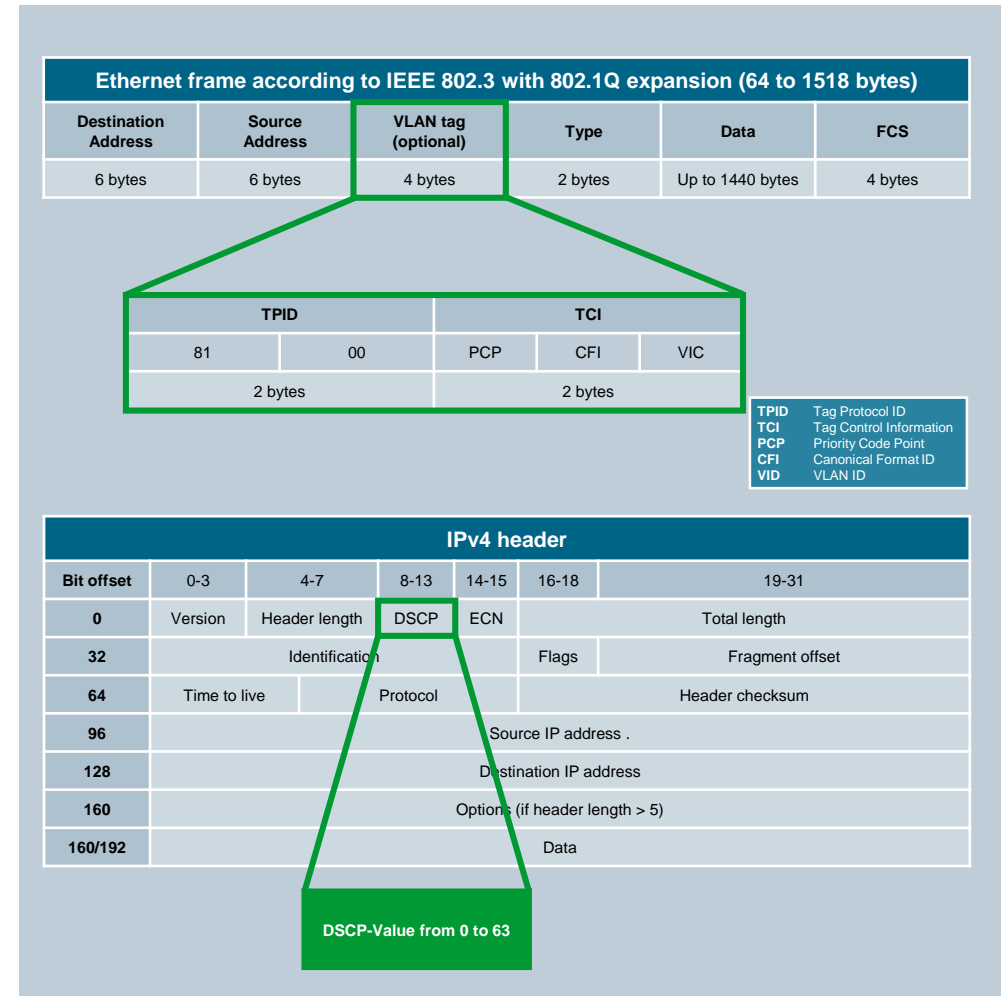 Ethernet frame according to IEEE 802.3 with 802.1Q expansion (64 to 1518 bytes)
Destination Address Source Address VLAN tag (optional) Type Data FCS
6 bytes 6 bytes 4 bytes 2 bytes Up to 1440 bytes 4 bytes
TPID TCI
81 00 PCP CFI VIC
2 bytes 2 bytes
TPID Tag Protocol ID
TCI Tag Control Information
PCP Priority Code Point
CFI Canonical Format ID
VID VLAN ID
IPv4 header
Bit offset 0-3 4-7 8-13 14-15 16-18 19-31
0 Version Header length DSCP ECN Total length
32 Identification Flags Fragment offset
64 Time to live Protocol Header checksum
96 Source IP address .
128 Destination IP address
160 Options (if header length > 5)
160/192 Data
DSCP-Value from 0 to 63